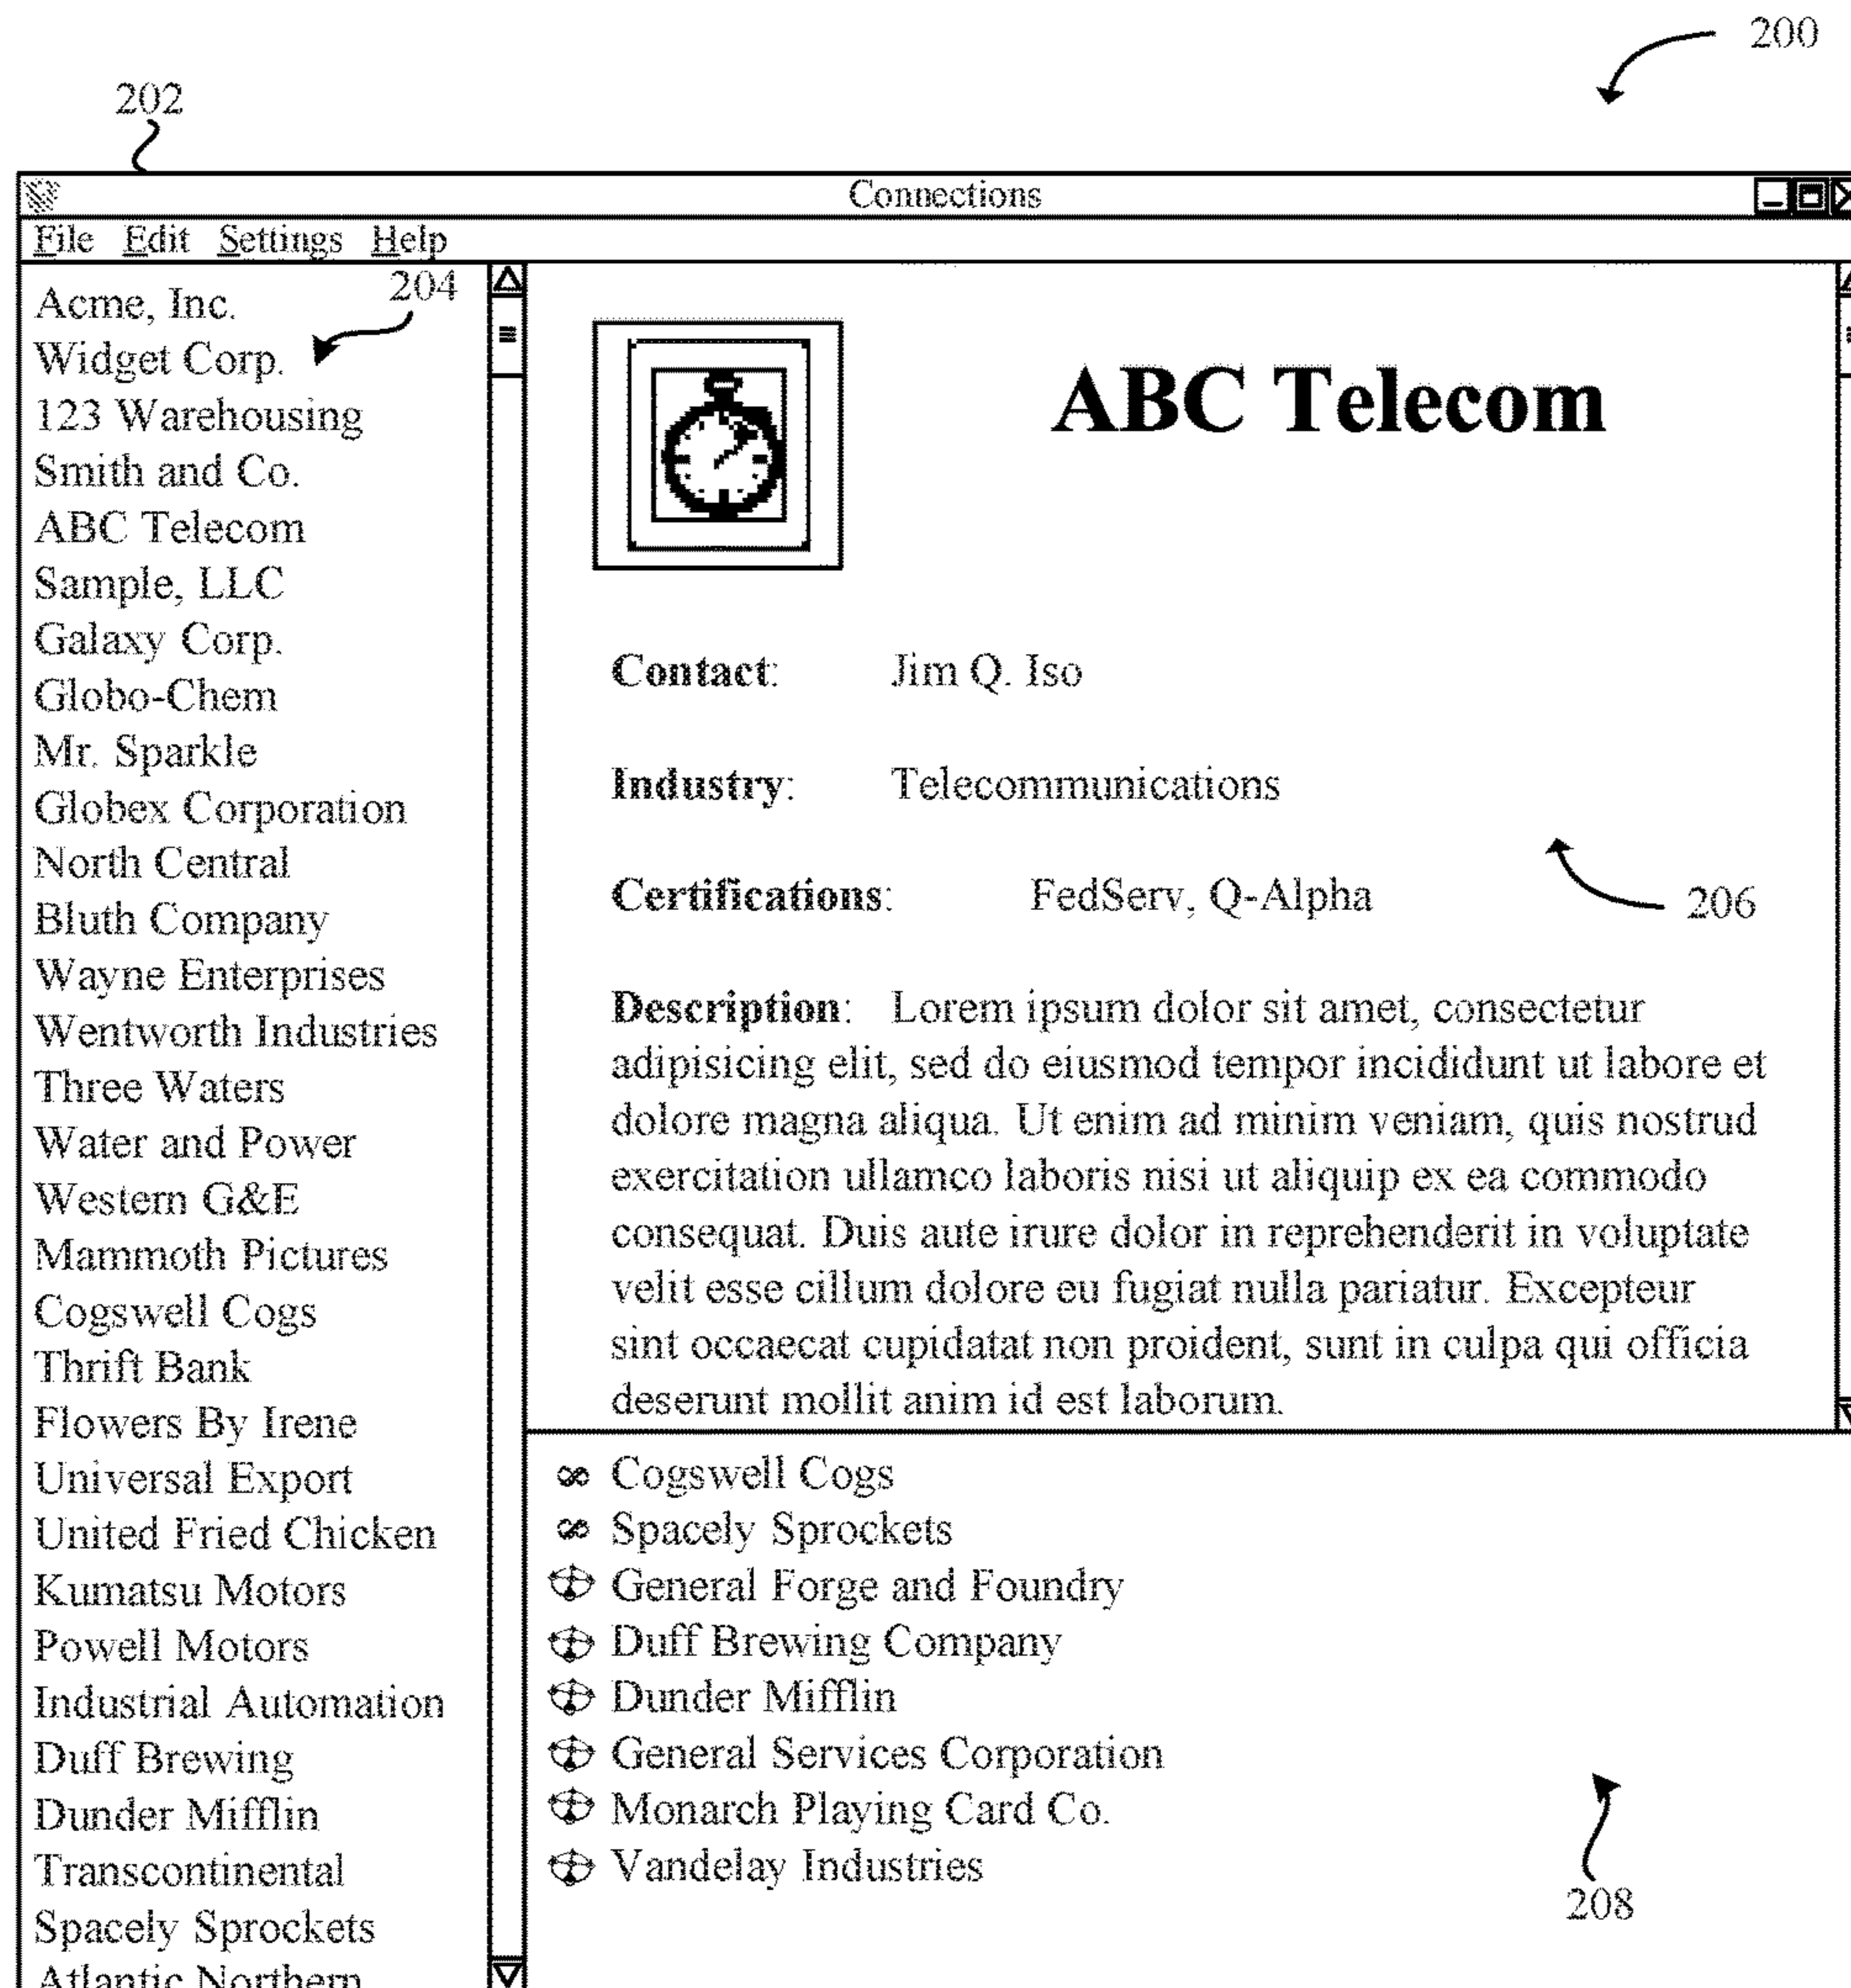 200
202
Connections
File Edit Settings Help
204
Acme, Inc.
Widget Corp.
123 Warehousing
Smith and Co.
ABC Telecom
Sample, LLC
Galaxy Corp.
Globo-Chem
Mr. Sparkle
Globex Corporation
North Central
Bluth Company
Wayne Enterprises
Wentworth Industries
Three Waters
Water and Power
Western G&E
Mammoth Pictures
Cogswell Cogs
Thrift Bank
Flowers By Irene
Universal Export
United Fried Chicken
Kumatsu Motors
Powell Motors
Industrial Automation
Duff Brewing
Dunder Mifflin
Transcontinental
Spacely Sprockets
Atlantic Northern
ABC Telecom
Contact: Jim Q. Iso
Industry: Telecommunications
Certifications: FedServ, Q-Alpha
206
Description: Lorem ipsum dolor sit amet, consectetur
adipisicing elit, sed do eiusmod tempor incididunt ut labore et
dolore magna aliqua. Ut enim ad minim veniam, quis nostrud
exercitation ullamco laboris nisi ut aliquip ex ea commodo
consequat. Duis aute irure dolor in reprehenderit in voluptate
velit esse cillum dolore eu fugiat nulla pariatur. Excepteur
sint occaecat cupidatat non proident, sunt in culpa qui officia
deserunt mollit anim id est laborum.
∞ Cogswell Cogs
∞ Spacely Sprockets
General Forge and Foundry
Duff Brewing Company
Dunder Mifflin
General Services Corporation
Monarch Playing Card Co.
Vandelay Industries
208